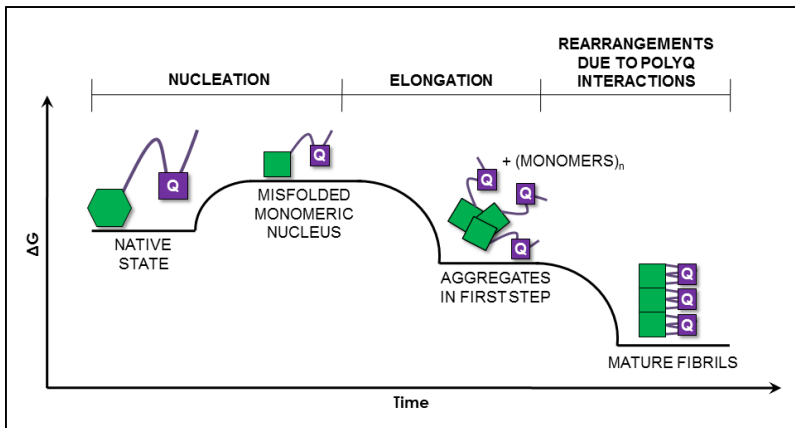 NUCLEATION
ELONGATION
REARRANGEMENTS
DUE TO POLYQ
INTERACTIONS
ΔG
Q
NATIVE
STATE
Q
MISFOLDED
MONOMERIC
NUCLEUS
+ (MONOMERS)n
Q
Q
Q
AGGREGATES
IN FIRST STEP
Q
Q
Q
MATURE FIBRILS
Time